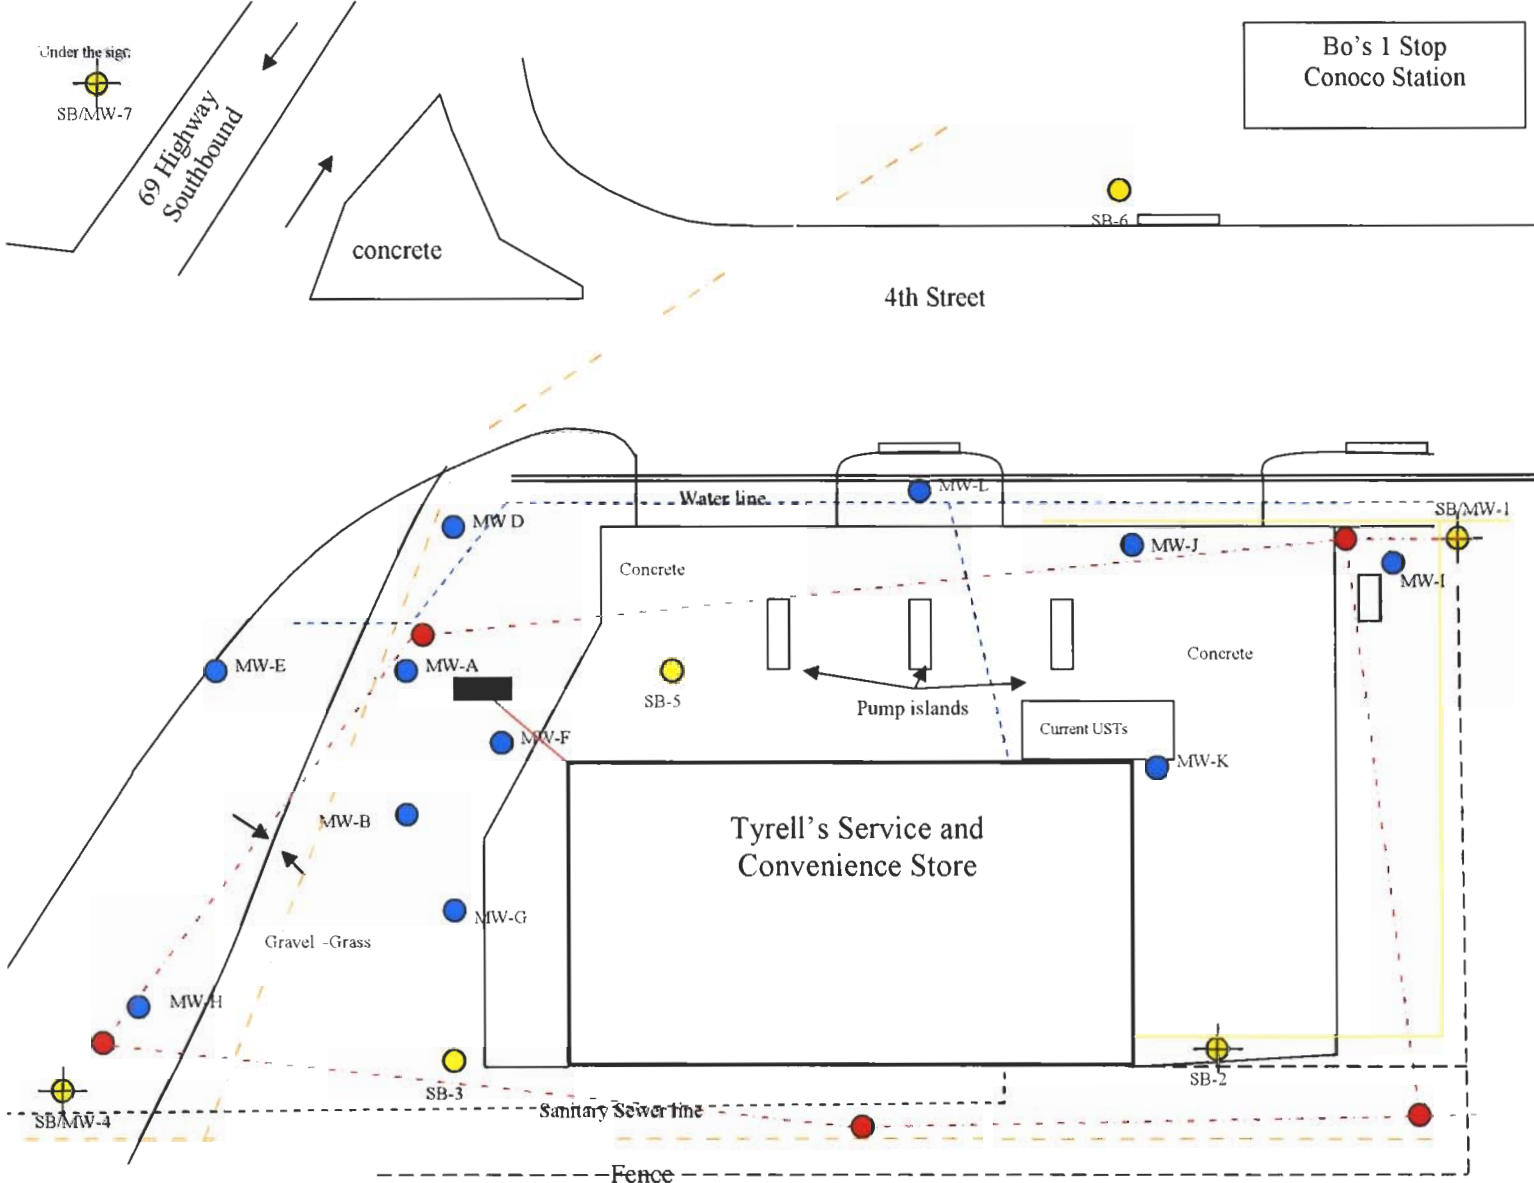 Under the sign.
SB/MW-7
69 Highway
Southbound
Bo's 1 Stop
Conoco Station
concrete
SB-6
4th Street
Water line
MW-L
MW D
SB/MW-1
MW-J
Concrete
MW-I
MW-E
MW-A
SB-5
Concrete
Pump islands
Current USTs
MW-F
MW-K
MW-B
Tyrell's Service and
Convenience Store
MW-G
Gravel -Grass
MW-H
SB-3
SB-2
SB/MW-4
Sanitary Sewer line
Fence